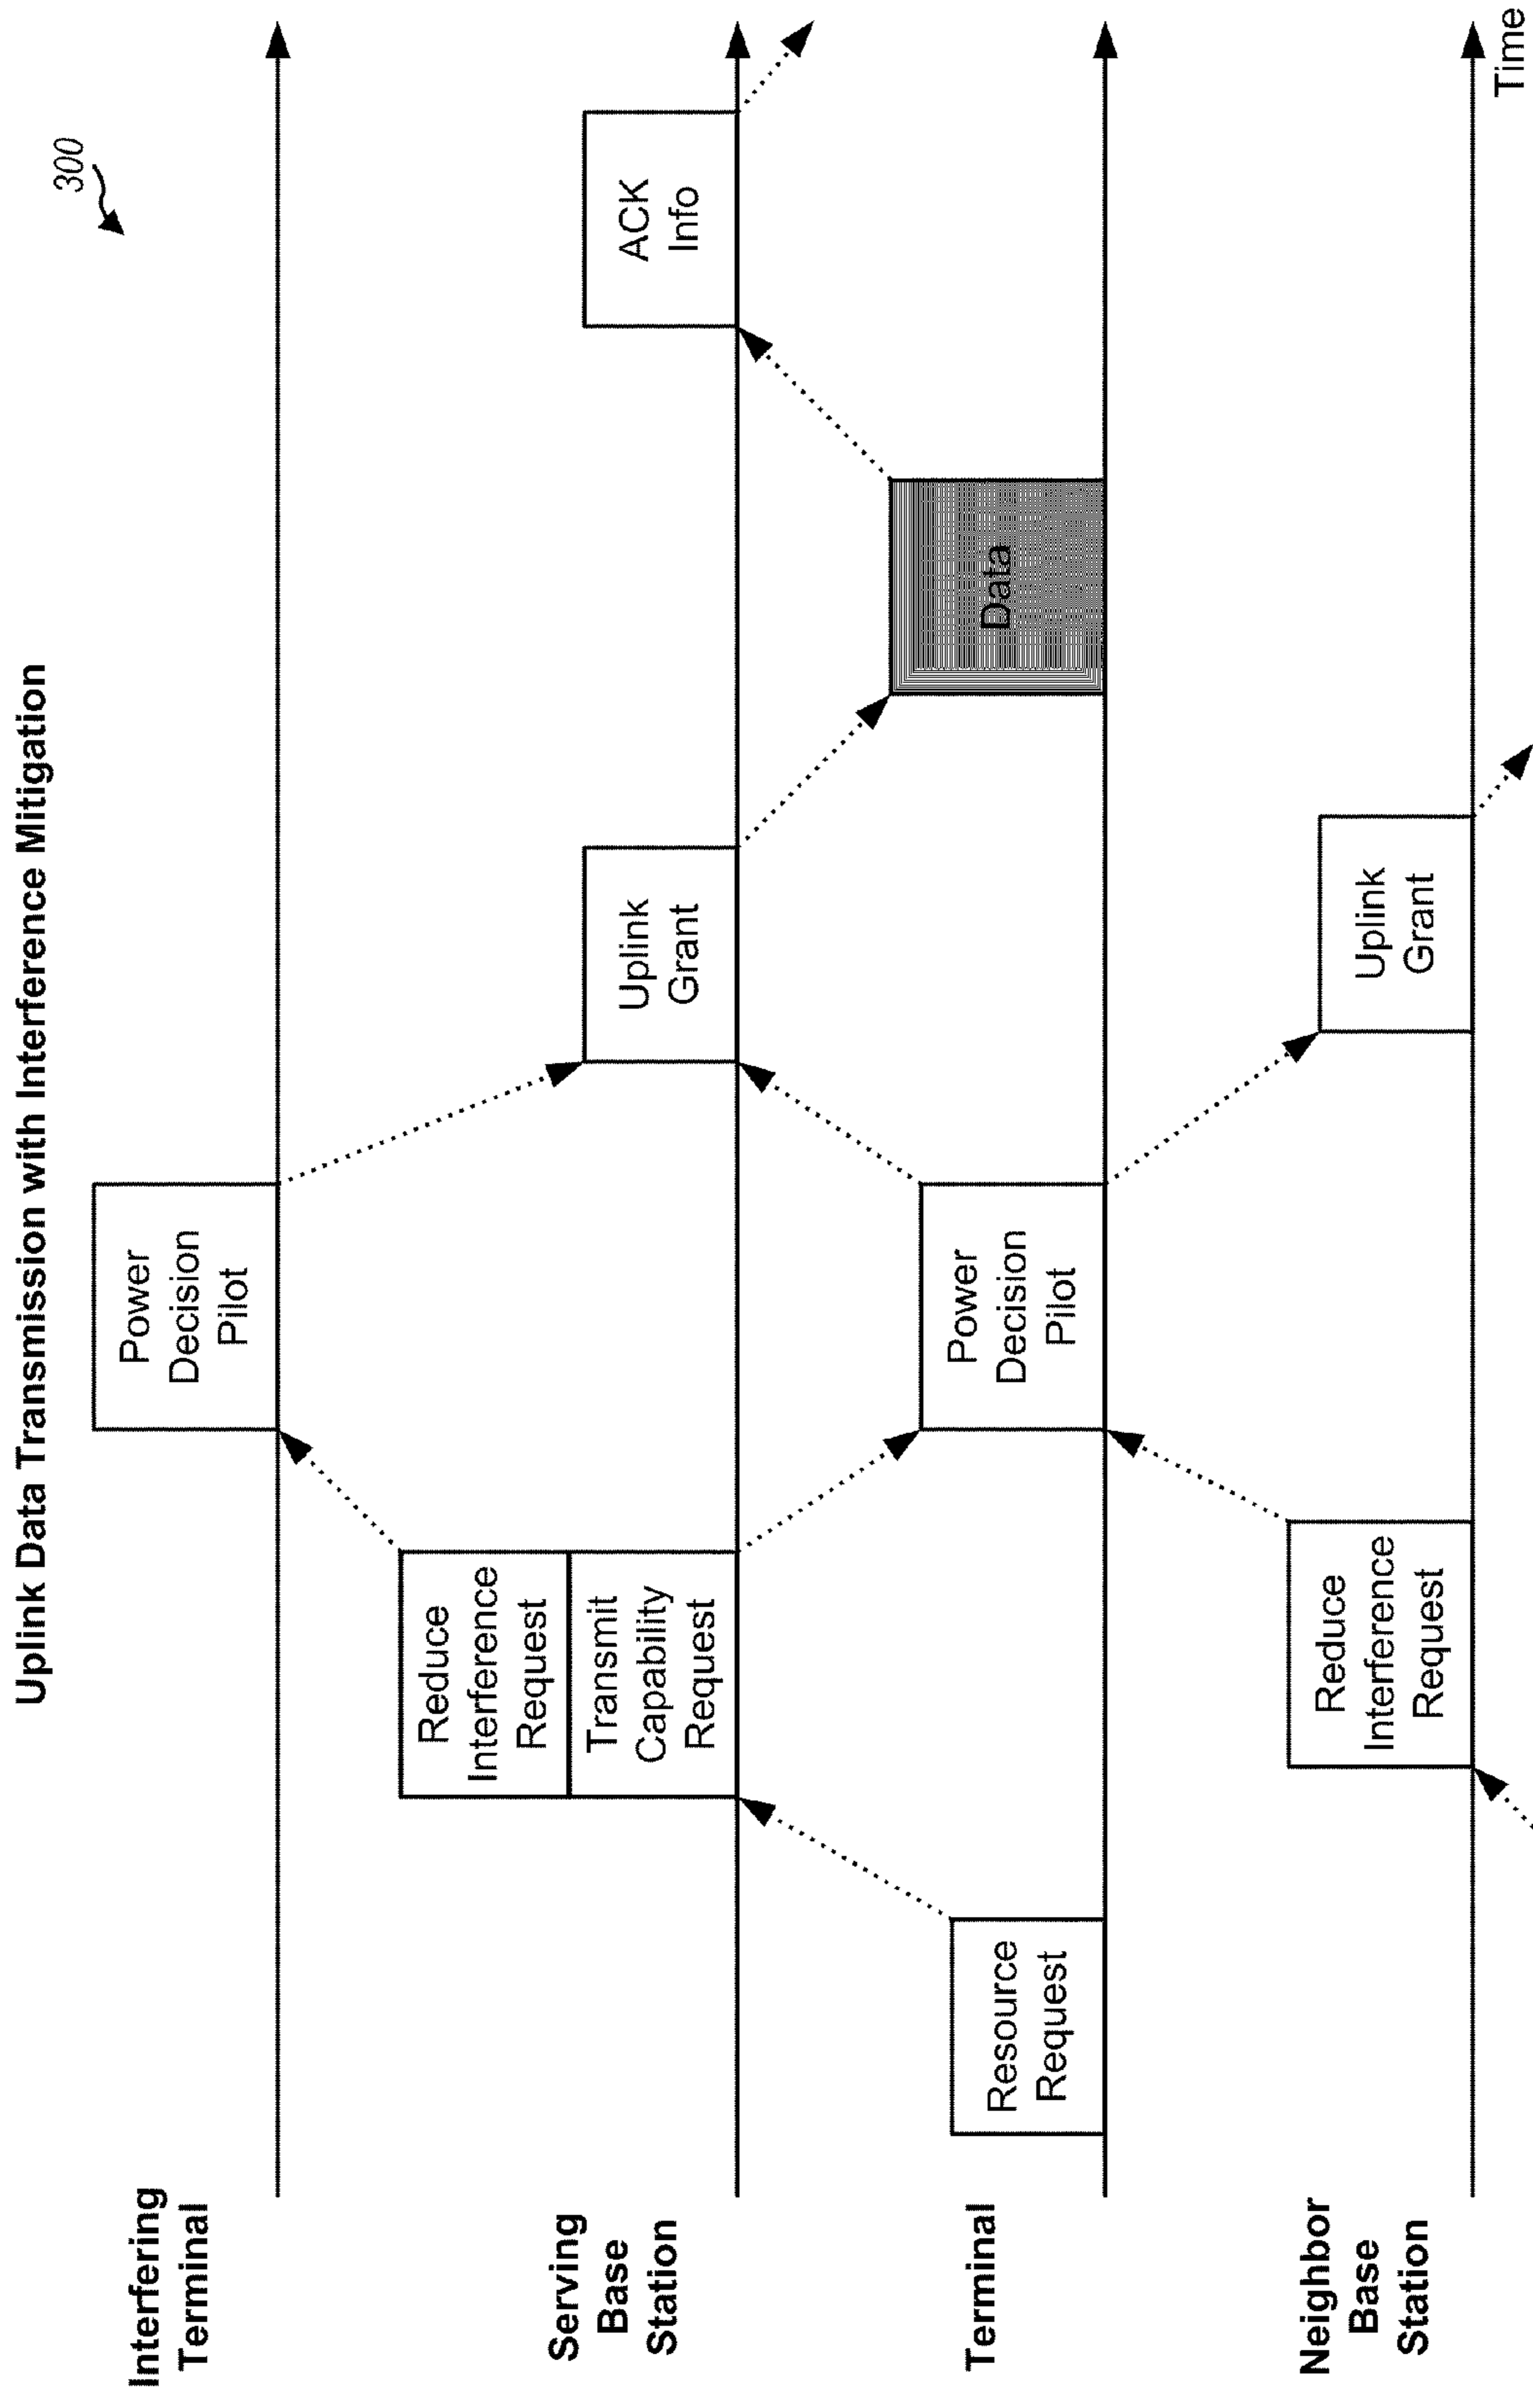 Uplink Data Transmission with Interference Mitigation
300
Interfering
Terminal
Power
Decision
Pilot
Serving
Base
Station
Reduce
Interference
Request
Transmit
Capability
Request
Uplink
Grant
ACK
Info
Terminal
Resource
Request
Power
Decision
Pilot
Data
Neighbor
Base
Station
Reduce
Interference
Request
Uplink
Grant
Time